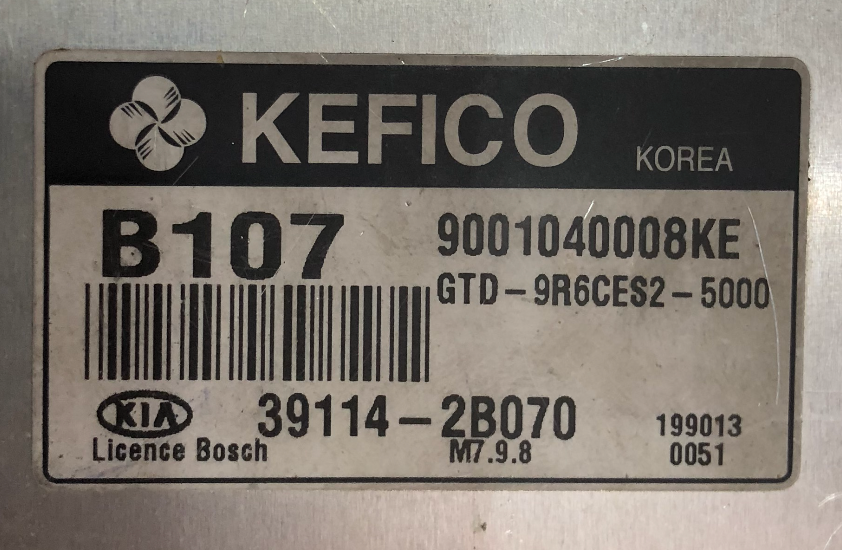 KEFICO KOREA
B107 9001040008KE
GTD-9R6CES2-5000
KIA 39114-2B070 199013
Licence Bosch M7.9.8 0051